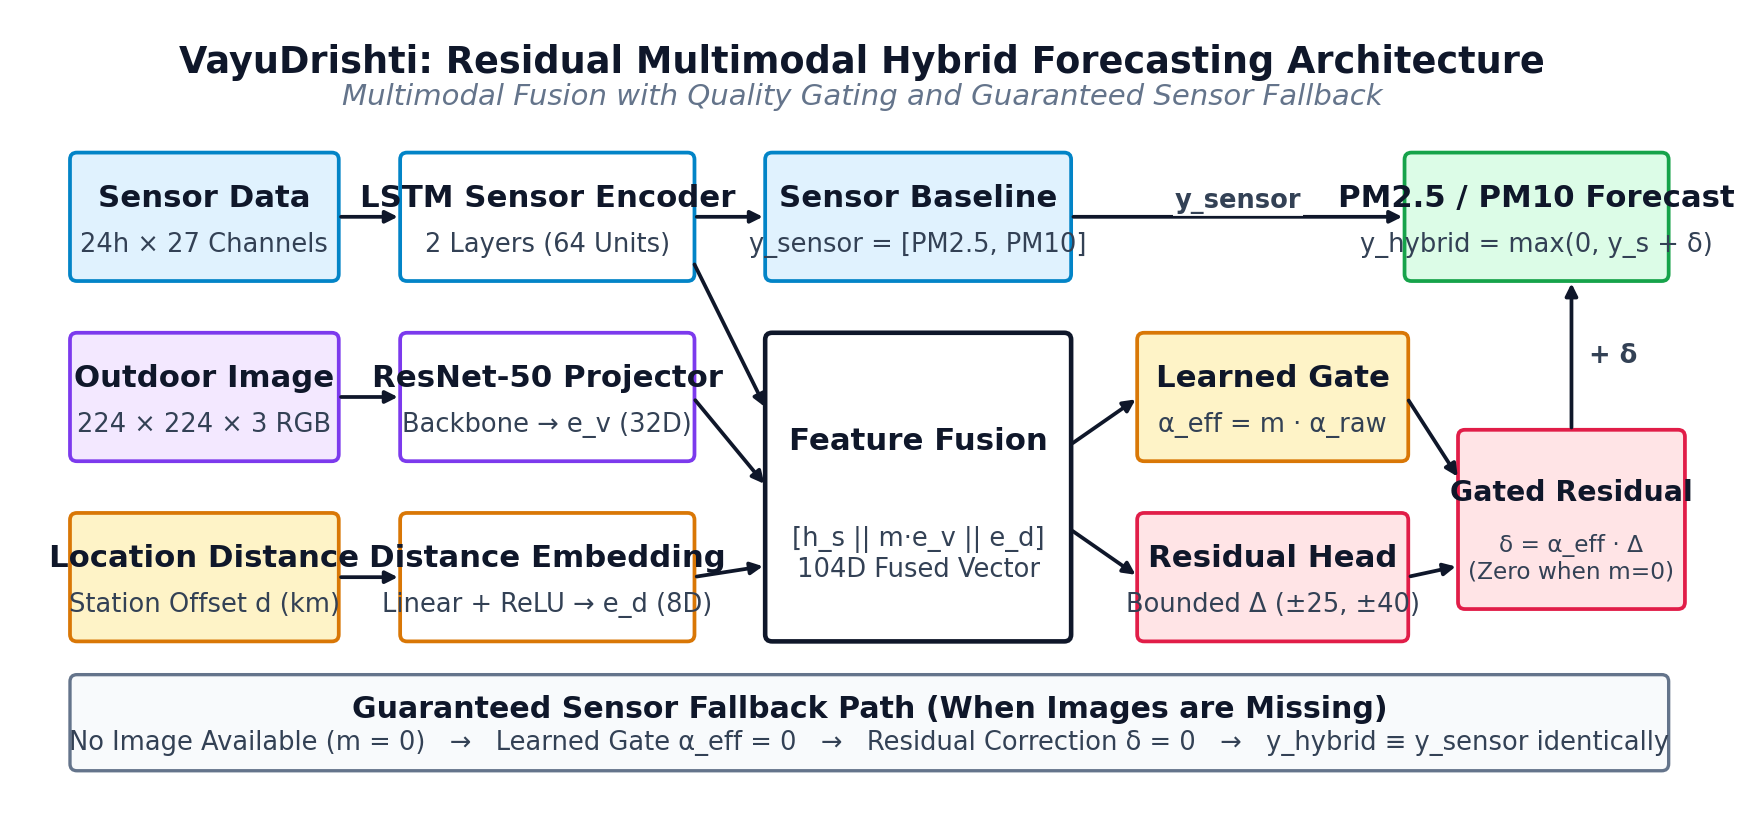 VayuDrishti: Residual Multimodal Hybrid Forecasting Architecture
Multimodal Fusion with Quality Gating and Guaranteed Sensor Fallback
Sensor Data
24h × 27 Channels
LSTM Sensor Encoder
2 Layers (64 Units)
Sensor Baseline
y_sensor = [PM2.5, PM10]
y_sensor
PM2.5 / PM10 Forecast
y_hybrid = max(0, y_s + δ)
Outdoor Image
224 × 224 × 3 RGB
ResNet-50 Projector
Backbone → e_v (32D)
Feature Fusion
[h_s || m·e_v || e_d]
104D Fused Vector
Learned Gate
α_eff = m · α_raw
+ δ
Gated Residual
δ = α_eff · Δ
(Zero when m=0)
Location Distance
Station Offset d (km)
Distance Embedding
Linear + ReLU → e_d (8D)
Residual Head
Bounded Δ (±25, ±40)
Guaranteed Sensor Fallback Path (When Images are Missing)
No Image Available (m = 0) → Learned Gate α_eff = 0 → Residual Correction δ = 0 → y_hybrid ≡ y_sensor identically